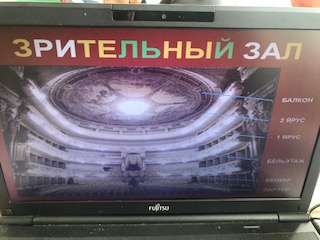 ЗРИТЕЛЬНЫЙ ЗАЛ
БАЛКОН
2 ЯРУС
1 ЯРУС
БЕЛЬЭТАЖ
БЕНУАР
ПАРТЕР
FUJITSU